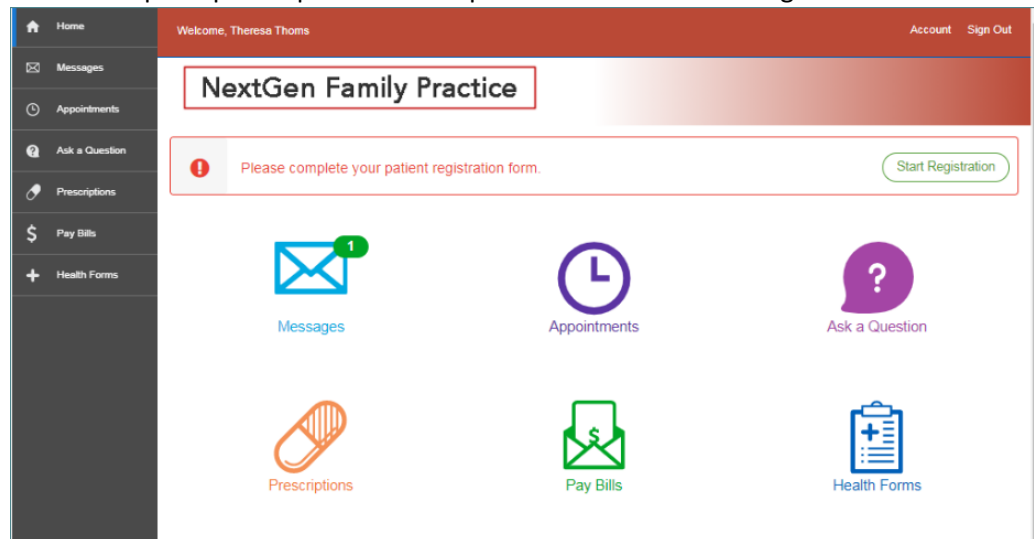 Home
Welcome, Theresa Thoms
Account Sign Out
Messages
NextGen Family Practice
Appointments
Ask a Question
Please complete your patient registration form.
Start Registration
Prescriptions
$ Pay Bills
Health Forms
1
Messages
Appointments
?
Ask a Question
Prescriptions
$
Pay Bills
Health Forms